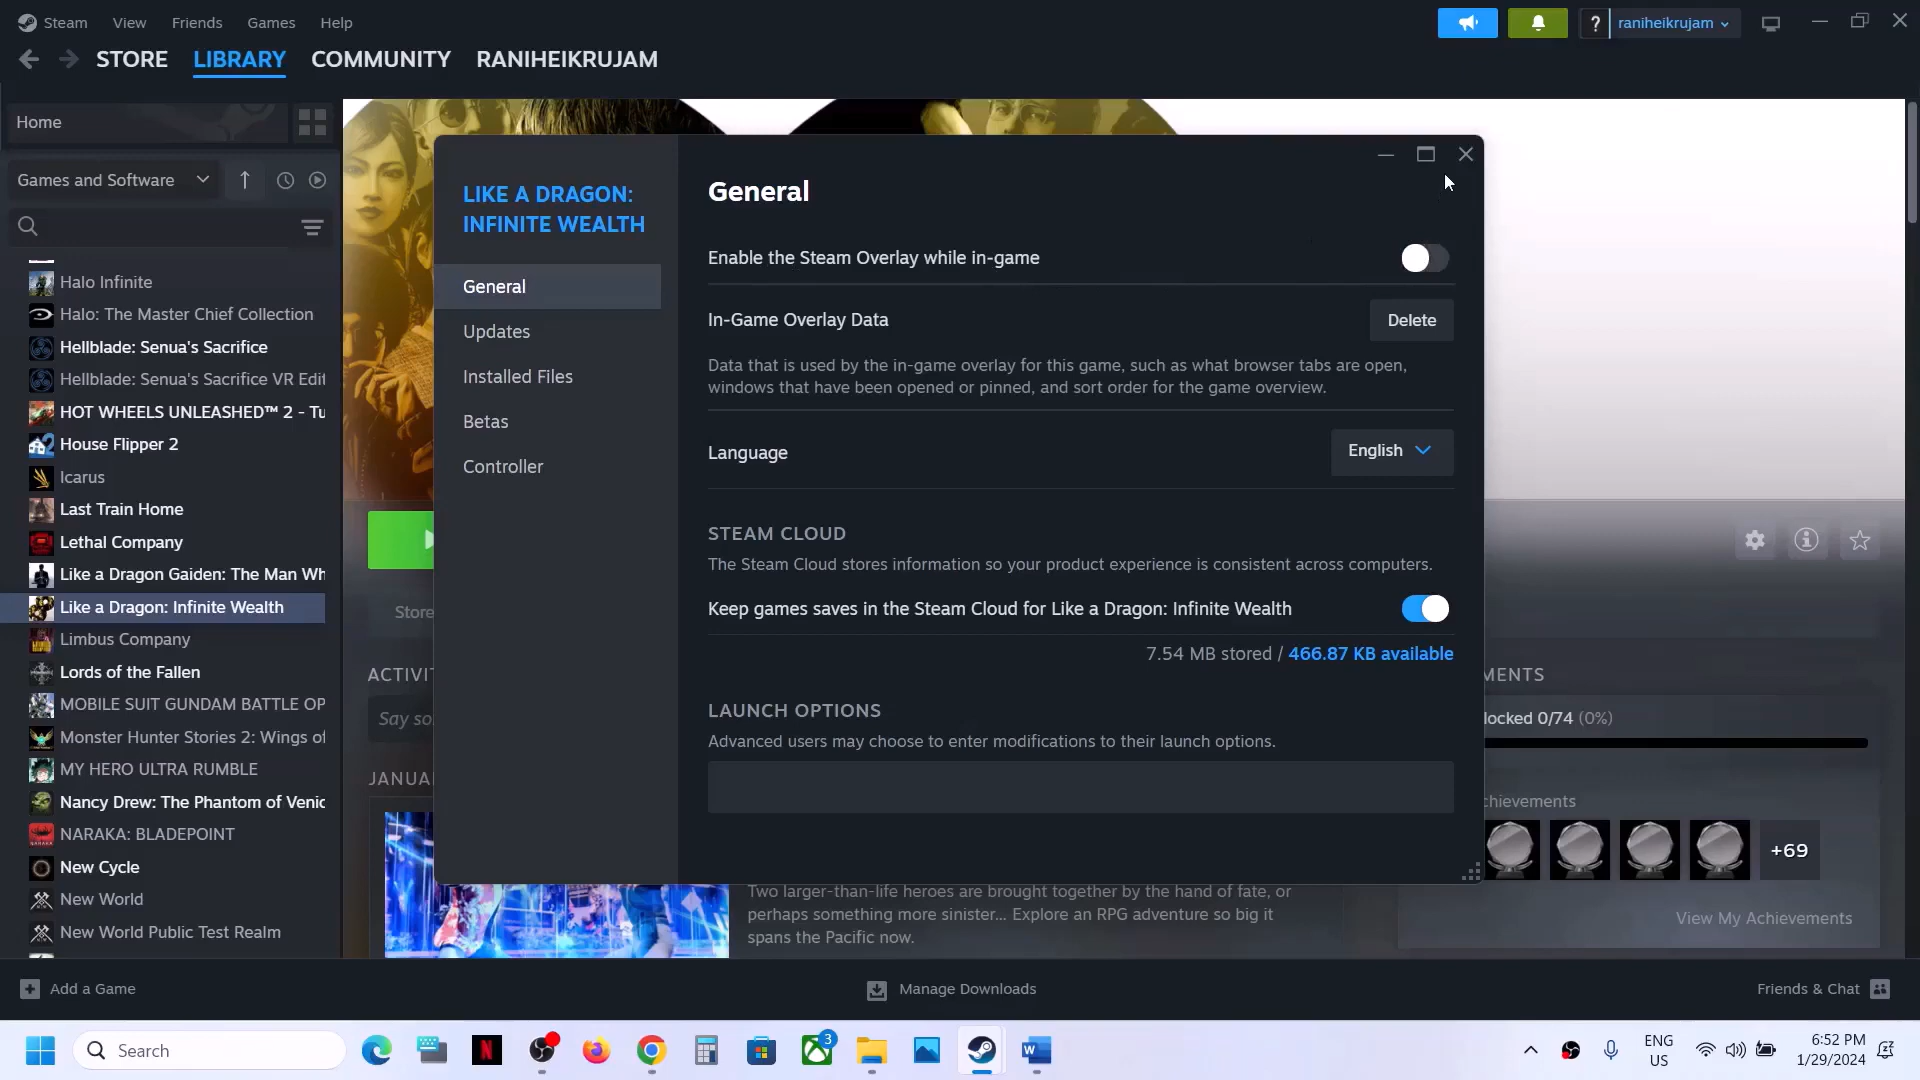 Steam View Friends Games Help
? raniheikrujam
STORE LIBRARY COMMUNITY RANIHEIKRUJAM
Home
Games and Software
Halo Infinite
Halo: The Master Chief Collection
Hellblade: Senua's Sacrifice
Hellblade: Senua's Sacrifice VR Edit
HOT WHEELS UNLEASHED™ 2 - Tu
House Flipper 2
Icarus
Last Train Home
Lethal Company
Like a Dragon Gaiden: The Man Wh
Like a Dragon: Infinite Wealth
Limbus Company
Lords of the Fallen
MOBILE SUIT GUNDAM BATTLE OP
Monster Hunter Stories 2: Wings of
MY HERO ULTRA RUMBLE
Nancy Drew: The Phantom of Venic
NARAKA: BLADEPOINT
New Cycle
New World
New World Public Test Realm
LIKE A DRAGON:
INFINITE WEALTH
General
Updates
Installed Files
Betas
Controller
General
Enable the Steam Overlay while in-game
In-Game Overlay Data Delete
Data that is used by the in-game overlay for this game, such as what browser tabs are open,
windows that have been opened or pinned, and sort order for the game overview.
Language English
STEAM CLOUD
The Steam Cloud stores information so your product experience is consistent across computers.
Keep games saves in the Steam Cloud for Like a Dragon: Infinite Wealth
7.54 MB stored / 466.87 KB available
LAUNCH OPTIONS
Advanced users may choose to enter modifications to their launch options.
Store
ACTIVIT
Say so
JANUA
Two larger-than-life heroes are brought together by the hand of fate, or
perhaps something more sinister... Explore an RPG adventure so big it
spans the Pacific now.
MENTS
locked 0/74 (0%)
chievements
+69
View My Achievements
Add a Game
Manage Downloads
Friends & Chat
Search
3
ENG
US
6:52 PM
1/29/2024